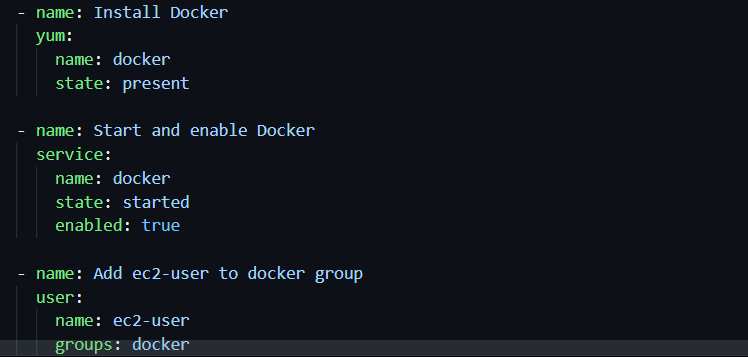 - name: Install Docker
  yum:
    name: docker
    state: present
- name: Start and enable Docker
  service:
    name: docker
    state: started
    enabled: true
- name: Add ec2-user to docker group
  user:
    name: ec2-user
    groups: docker